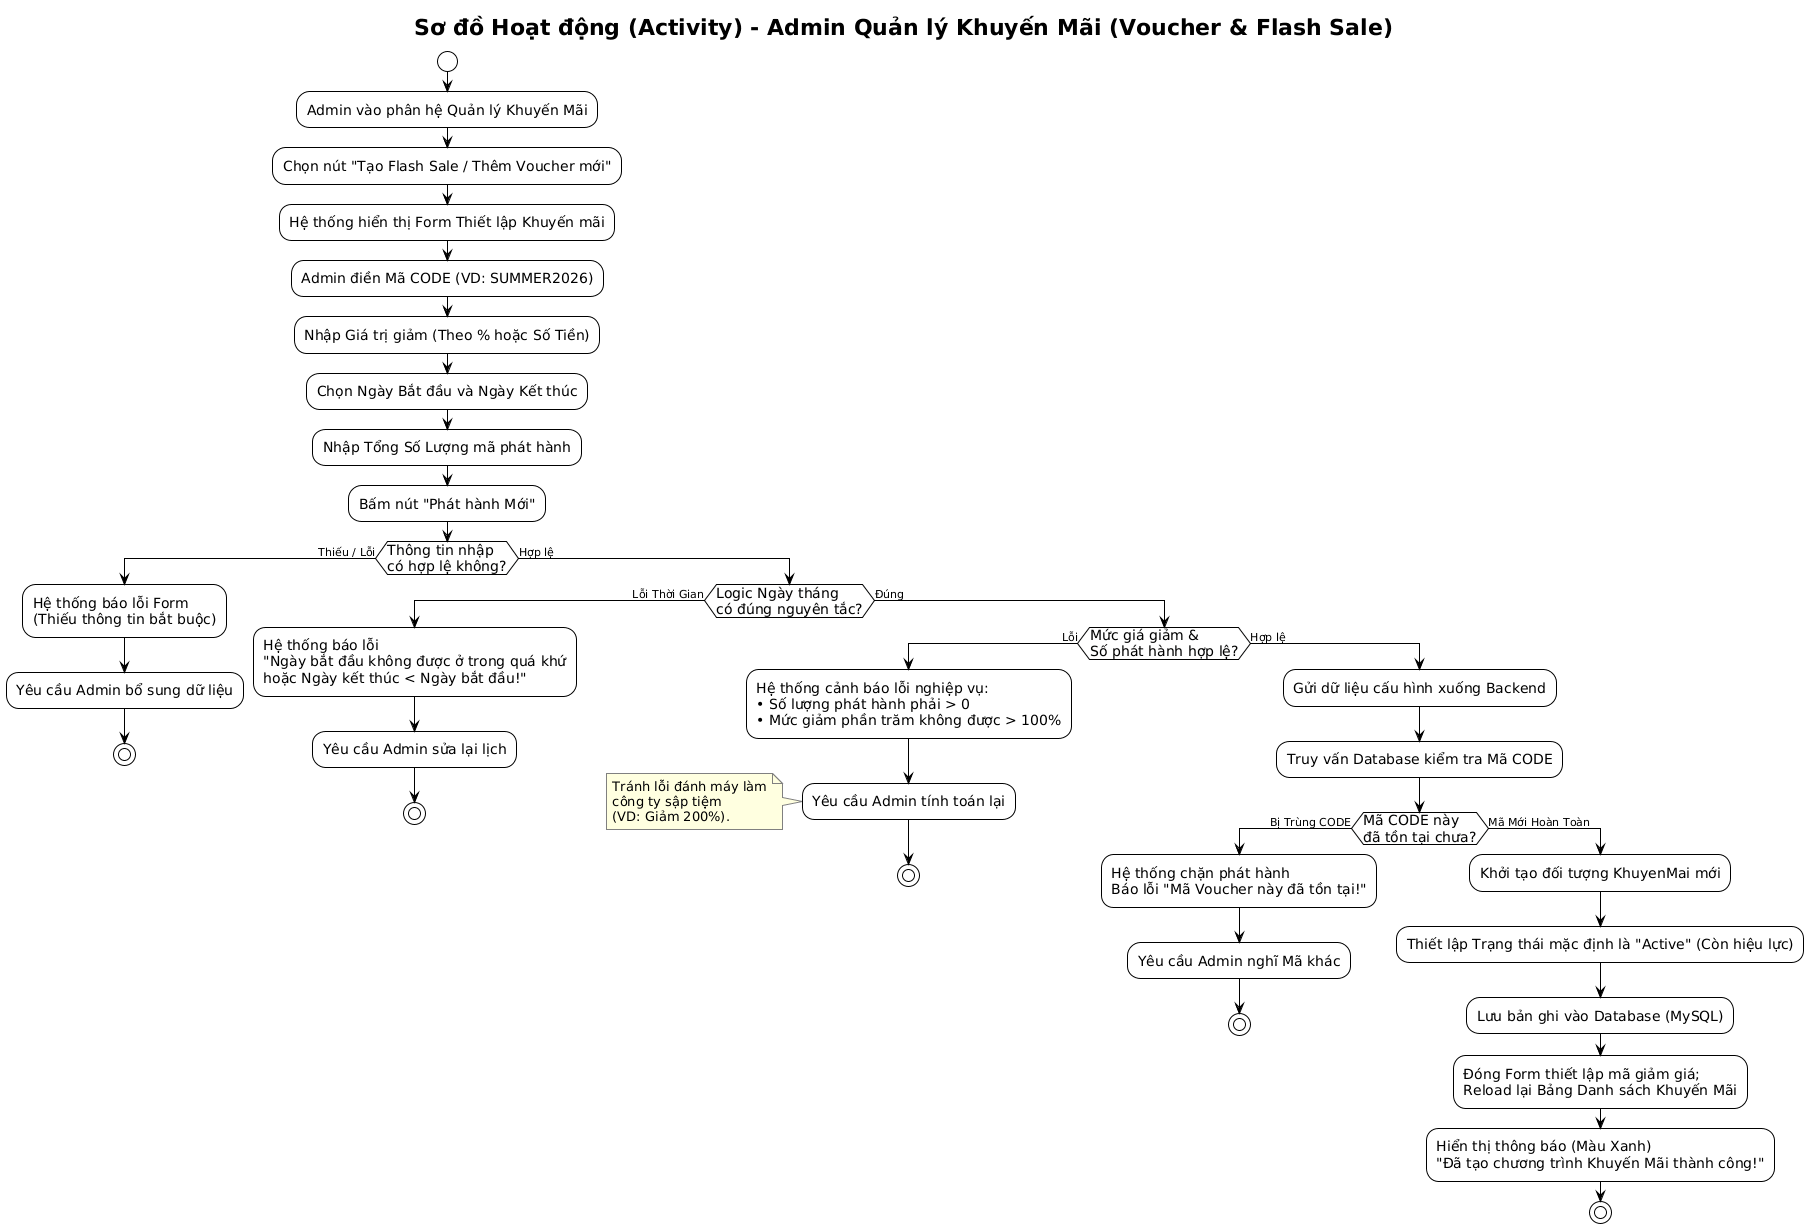 Sơ đồ Hoạt động (Activity) - Admin Quản lý Khuyến Mãi (Voucher & Flash Sale)
Admin vào phân hệ Quản lý Khuyến Mãi
Chọn nút "Tạo Flash Sale / Thêm Voucher mới"
Hệ thống hiển thị Form Thiết lập Khuyến mãi
Admin điền Mã CODE (VD: SUMMER2026)
Nhập Giá trị giảm (Theo % hoặc Số Tiền)
Chọn Ngày Bắt đầu và Ngày Kết thúc
Nhập Tổng Số Lượng mã phát hành
Bấm nút "Phát hành Mới"
Thiếu / Lỗi
Thông tin nhập
có hợp lệ không?
Hợp lệ
Hệ thống báo lỗi Form
(Thiếu thông tin bắt buộc)
Yêu cầu Admin bổ sung dữ liệu
Lỗi Thời Gian
Logic Ngày tháng
có đúng nguyên tắc?
Đúng
Hệ thống báo lỗi
"Ngày bắt đầu không được ở trong quá khứ
hoặc Ngày kết thúc < Ngày bắt đầu!"
Yêu cầu Admin sửa lại lịch
Lỗi
Mức giá giảm &
Số phát hành hợp lệ?
Hợp lệ
Hệ thống cảnh báo lỗi nghiệp vụ:
• Số lượng phát hành phải > 0
• Mức giảm phần trăm không được > 100%
Tránh lỗi đánh máy làm
công ty sập tiệm
(VD: Giảm 200%).
Yêu cầu Admin tính toán lại
Gửi dữ liệu cấu hình xuống Backend
Truy vấn Database kiểm tra Mã CODE
Bị Trùng CODE
Mã CODE này
đã tồn tại chưa?
Mã Mới Hoàn Toàn
Hệ thống chặn phát hành
Báo lỗi "Mã Voucher này đã tồn tại!"
Yêu cầu Admin nghĩ Mã khác
Khởi tạo đối tượng KhuyenMai mới
Thiết lập Trạng thái mặc định là "Active" (Còn hiệu lực)
Lưu bản ghi vào Database (MySQL)
Đóng Form thiết lập mã giảm giá;
Reload lại Bảng Danh sách Khuyến Mãi
Hiển thị thông báo (Màu Xanh)
"Đã tạo chương trình Khuyến Mãi thành công!"